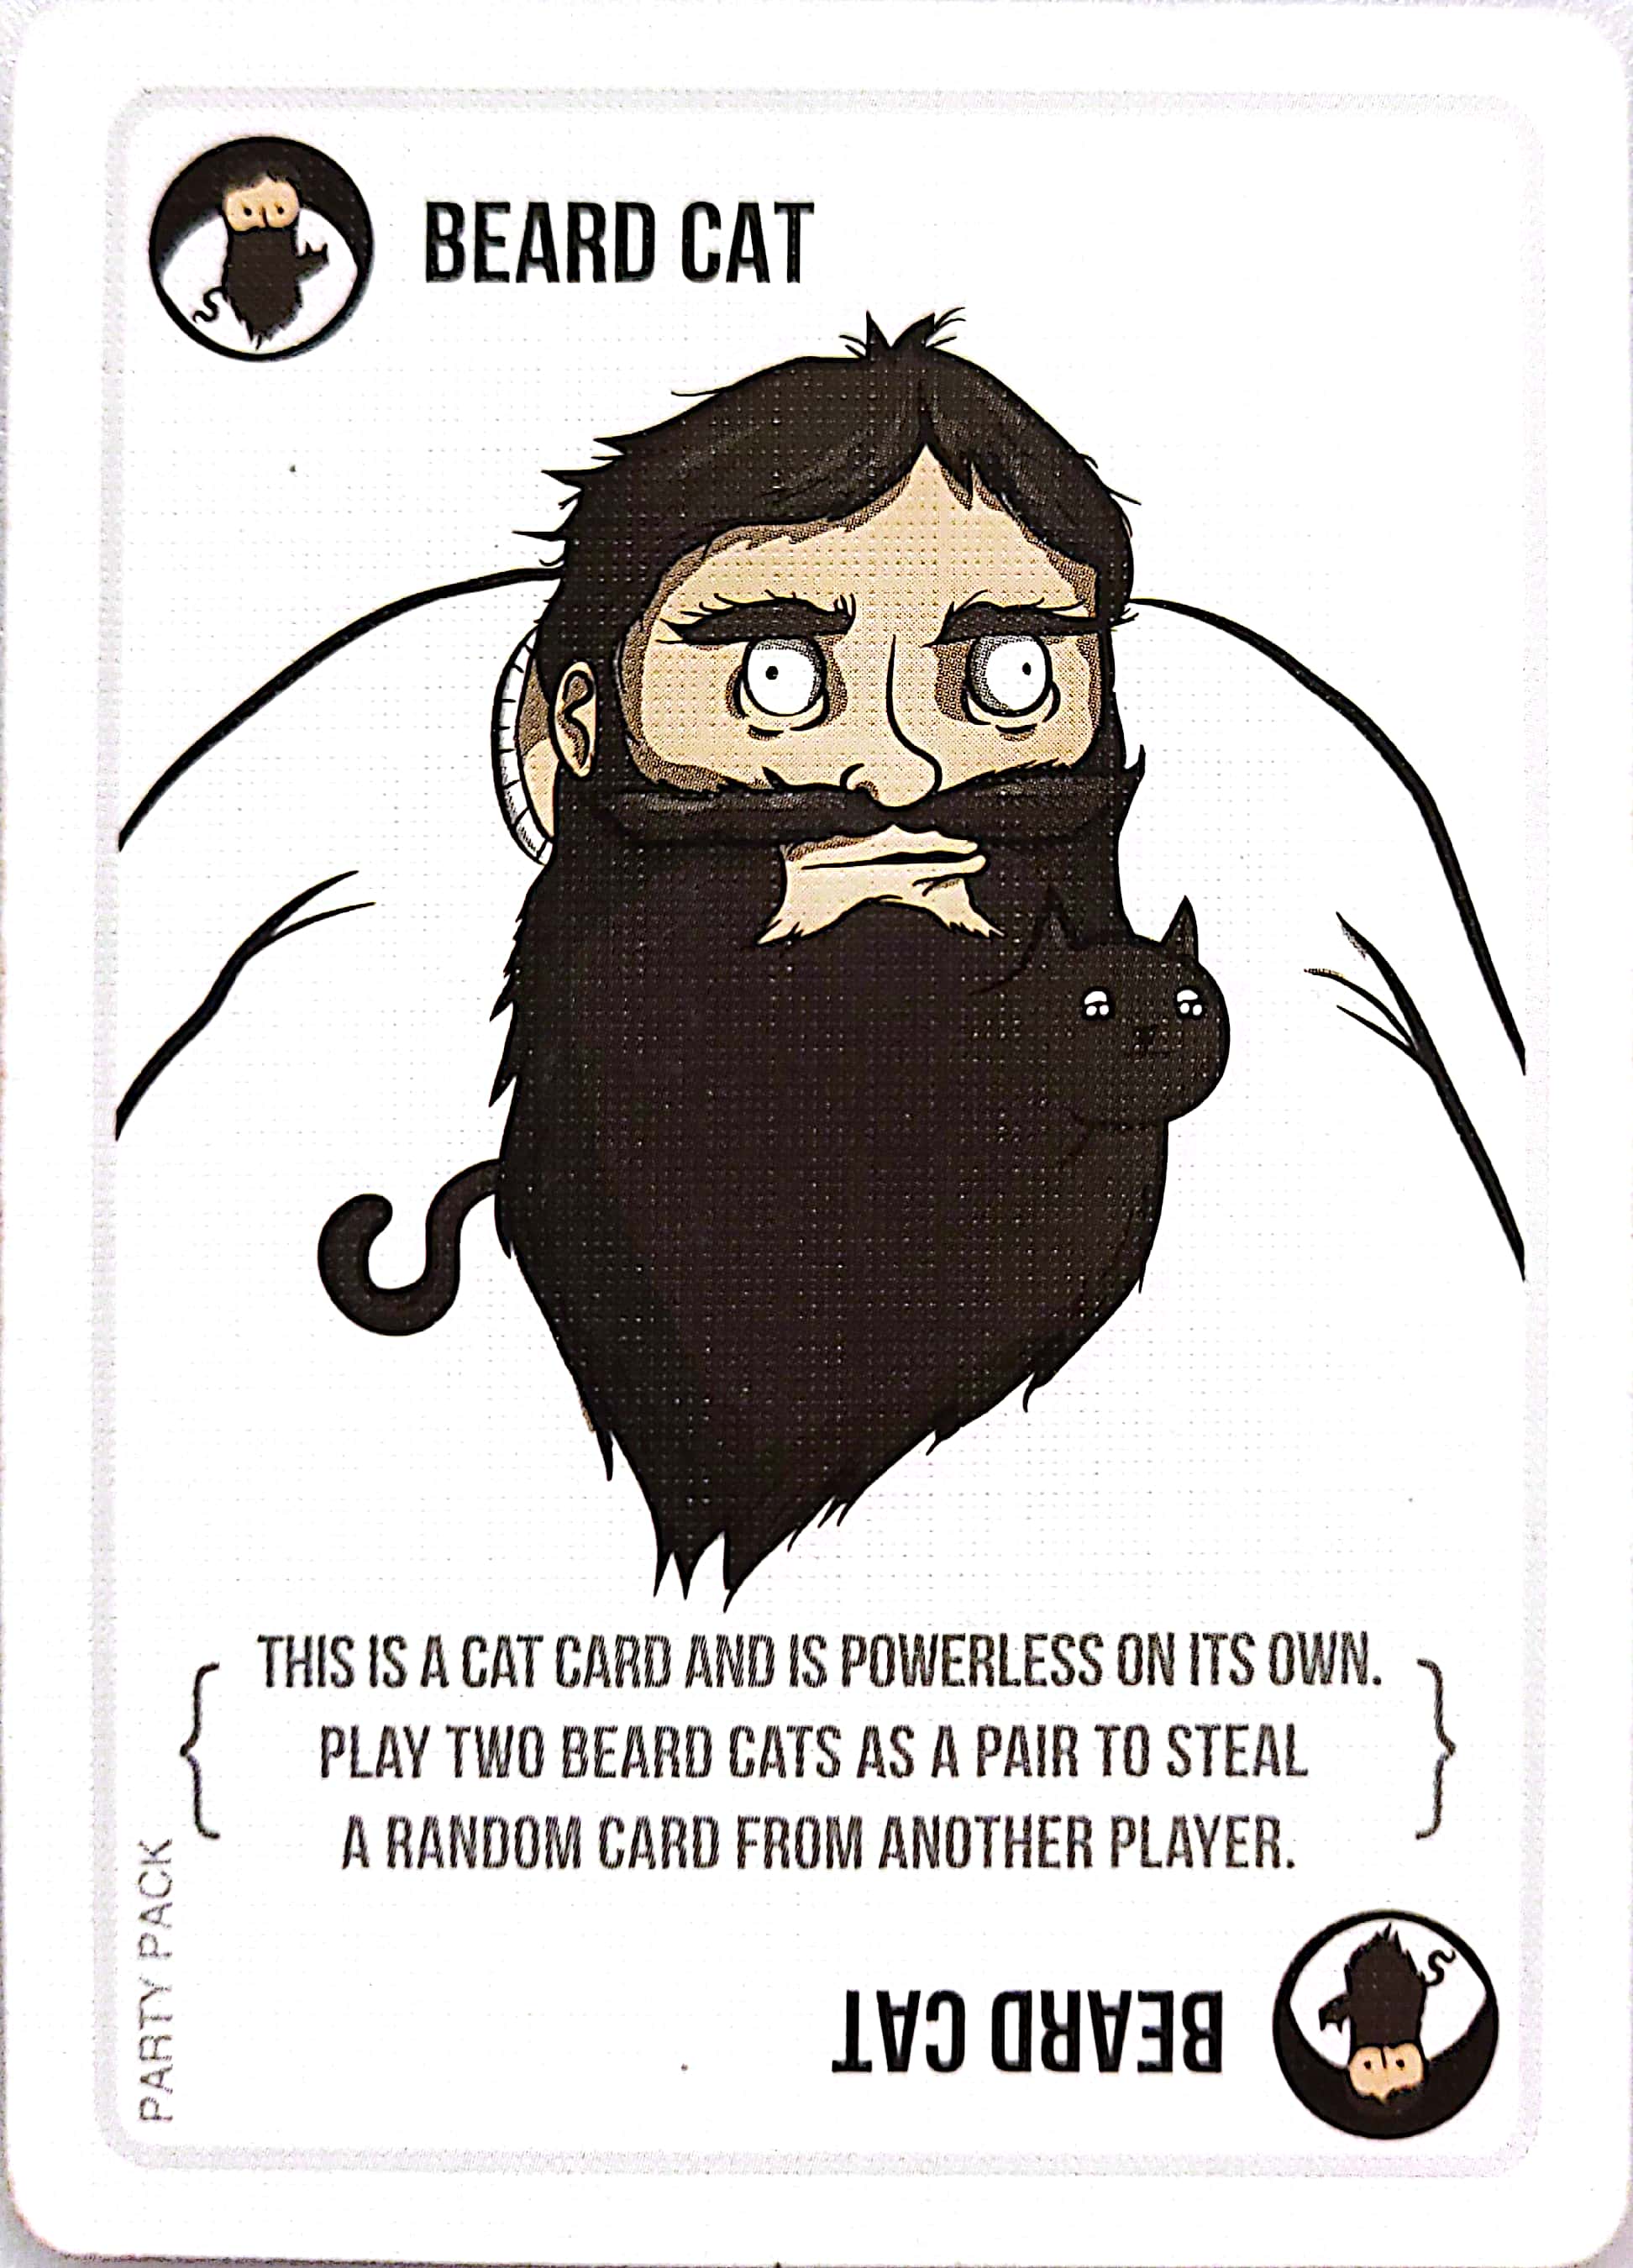 BEARD CAT
THIS IS A CAT CARD AND IS POWERLESS ON ITS OWN.
PLAY TWO BEARD CATS AS A PAIR TO STEAL
A RANDOM CARD FROM ANOTHER PLAYER.
PARTY PACK
BEARD CAT